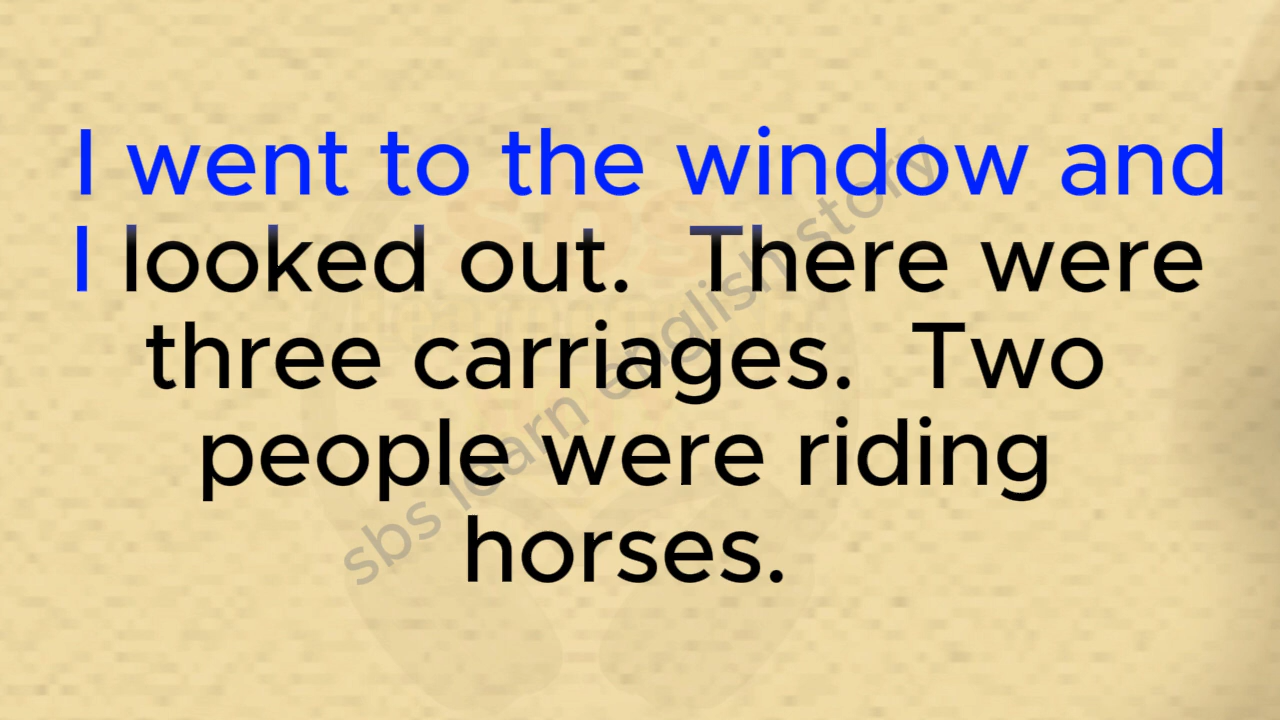 I went to the window and
I looked out.  There were
three carriages.  Two
people were riding
horses.
sbs learn english story